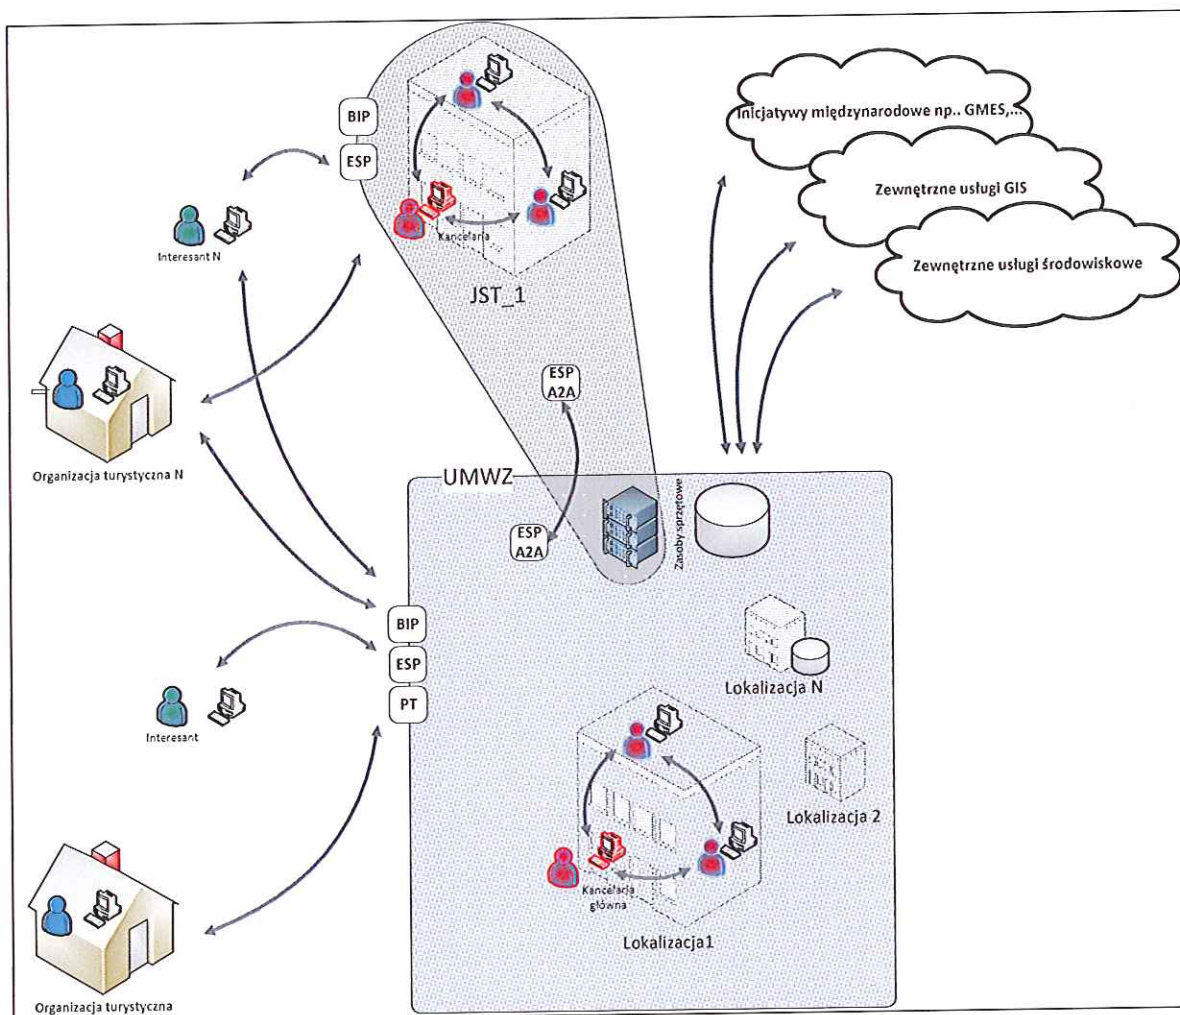 BIP
ESP
Inicjatywy międzynarodowe np.. GMES,...
Zewnętrzne usługi GIS
Zewnętrzne usługi środowiskowe
Interesant N
Kancelaria
JST_1
ESP
A2A
Organizacja turystyczna N
UMWZ
ESP
A2A
Zasoby sprzętowe
BIP
ESP
PT
Lokalizacja N
Interesant
Lokalizacja 2
Kancelaria
główna
Lokalizacja1
Organizacja turystyczna